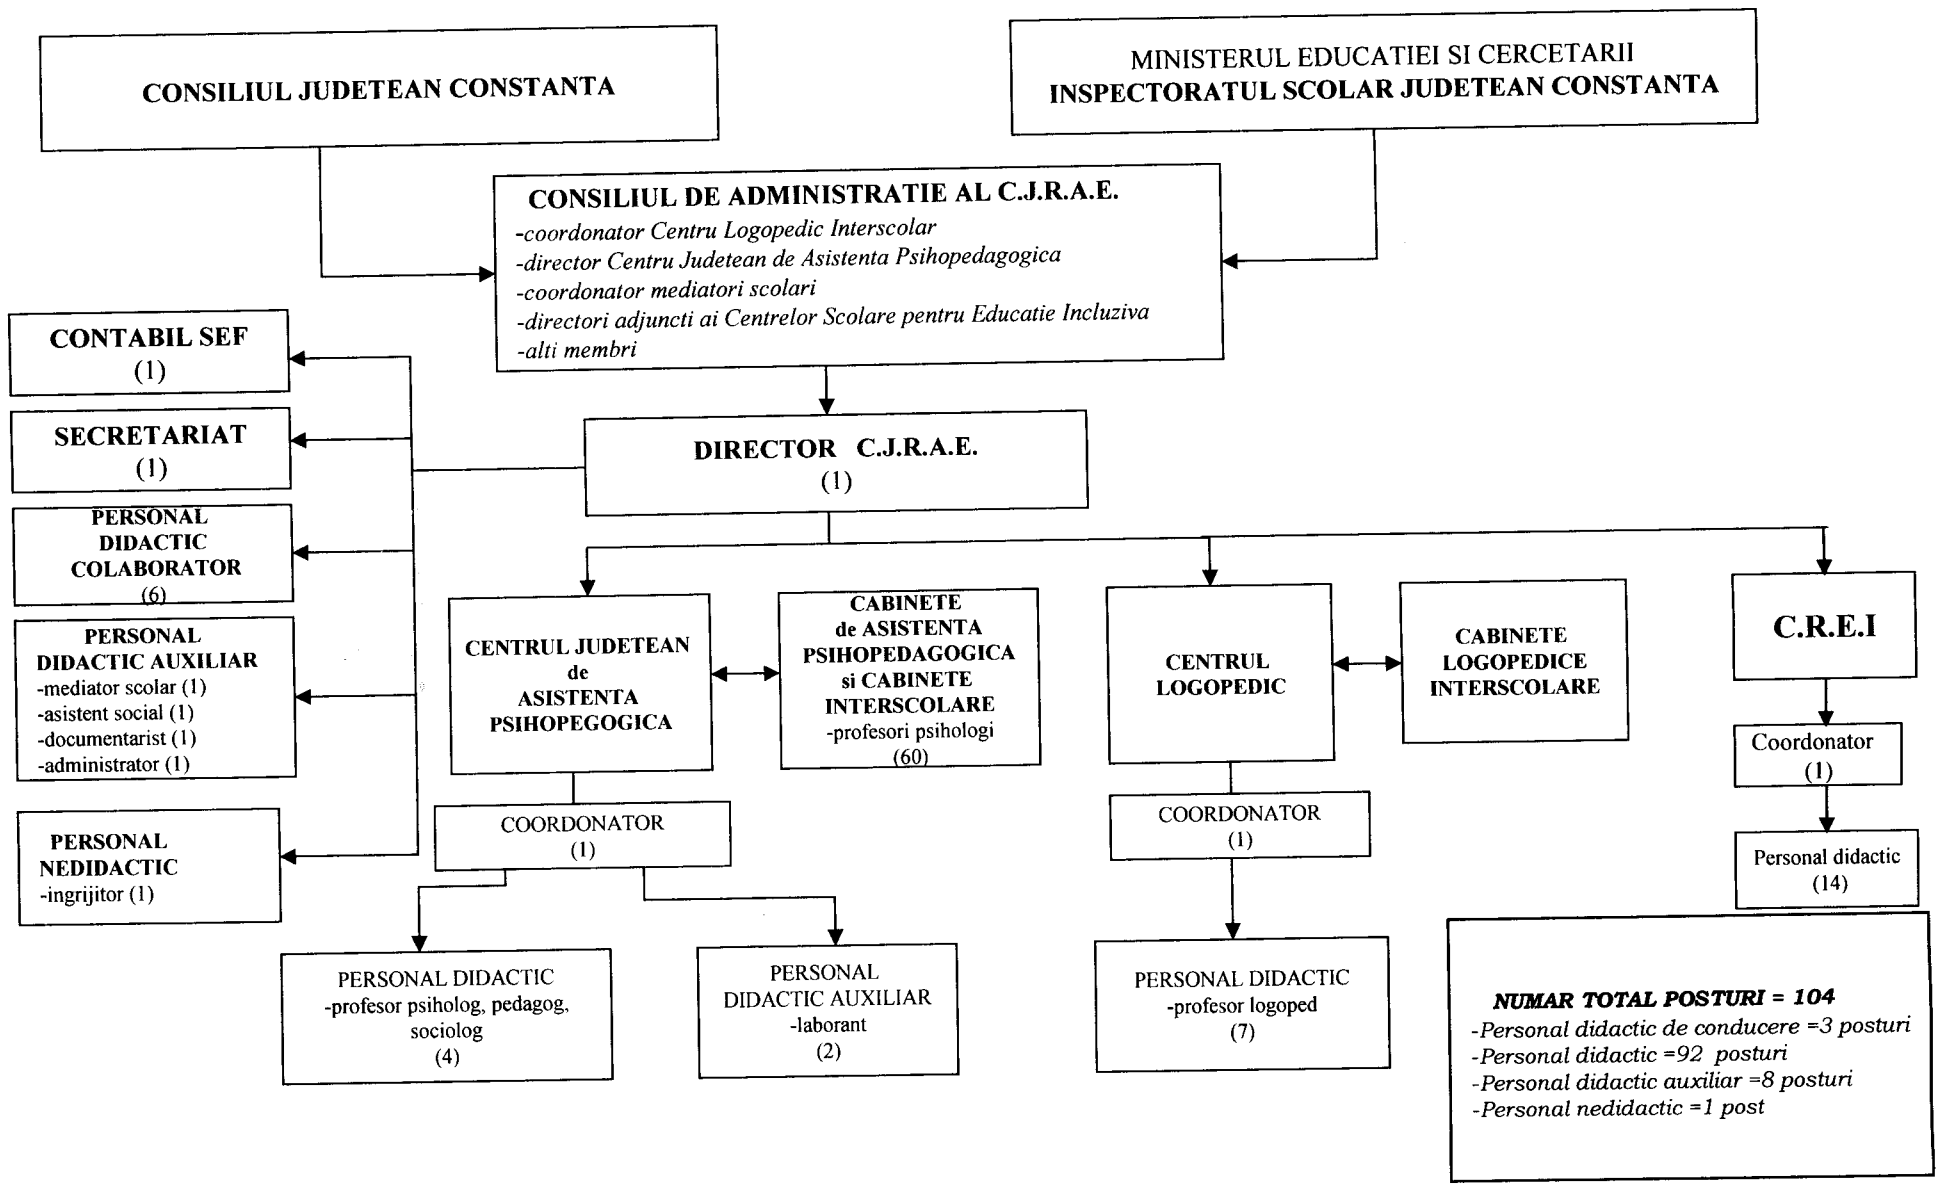 CONSILIUL JUDETEAN CONSTANTA
MINISTERUL EDUCATIEI SI CERCETARII
INSPECTORATUL SCOLAR JUDETEAN CONSTANTA
CONSILIUL DE ADMINISTRATIE AL C.J.R.A.E.
-coordonator Centru Logopedic Interscolar
-director Centru Judetean de Asistenta Psihopedagogica
-coordonator mediatori scolari
-directori adjuncti ai Centrelor Scolare pentru Educatie Incluziva
-alti membri
CONTABIL SEF
(1)
SECRETARIAT
(1)
DIRECTOR C.J.R.A.E.
(1)
PERSONAL
DIDACTIC
COLABORATOR
(6)
PERSONAL
DIDACTIC AUXILIAR
-mediator scolar (1)
-asistent social (1)
-documentarist (1)
-administrator (1)
PERSONAL
NEDIDACTIC
-ingrijitor (1)
CENTRUL JUDETEAN
de
ASISTENTA
PSIHOPEGOGICA
CABINETE
de ASISTENTA
PSIHOPEDAGOGICA
si CABINETE
INTERSCOLARE
-profesori psihologi
(60)
CENTRUL
LOGOPEDIC
CABINETE
LOGOPEDICE
INTERSCOLARE
C.R.E.I
Coordonator
(1)
Personal didactic
(14)
COORDONATOR
(1)
COORDONATOR
(1)
PERSONAL DIDACTIC
-profesor psiholog, pedagog,
sociolog
(4)
PERSONAL
DIDACTIC AUXILIAR
-laborant
(2)
PERSONAL DIDACTIC
-profesor logoped
(7)
NUMAR TOTAL POSTURI = 104
-Personal didactic de conducere =3 posturi
-Personal didactic =92 posturi
-Personal didactic auxiliar =8 posturi
-Personal nedidactic =1 post